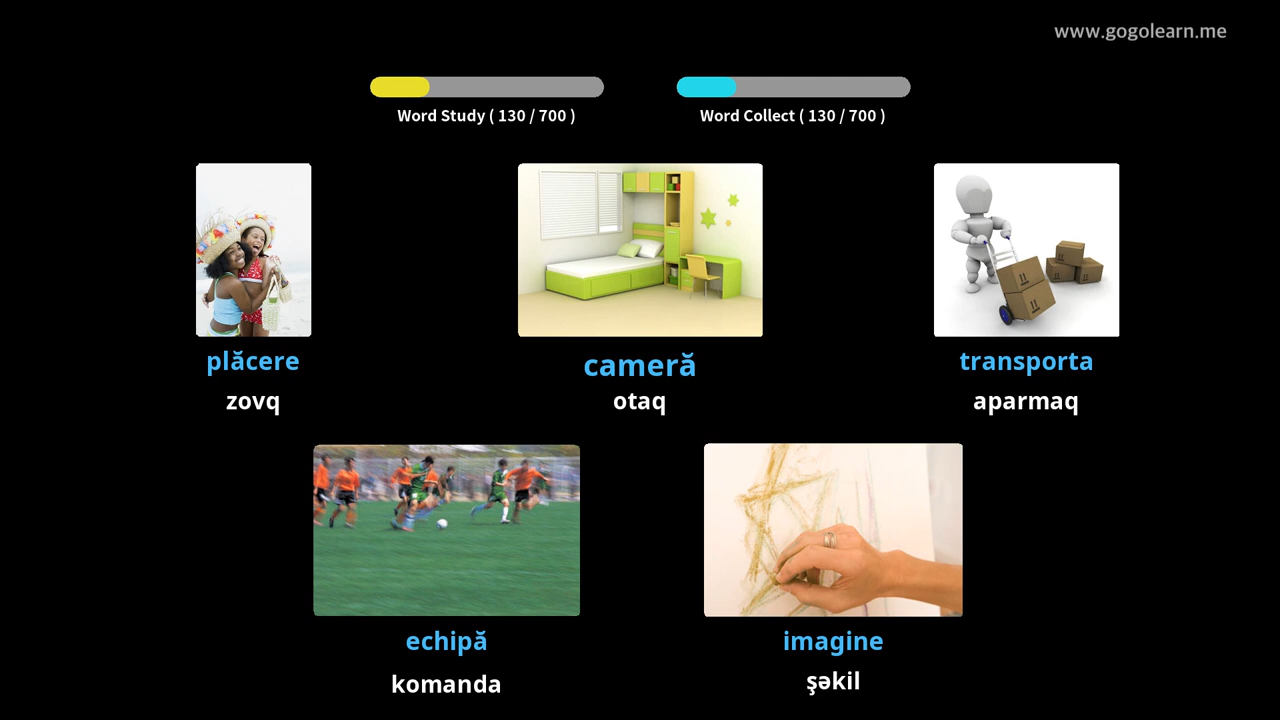 www.gogolearn.me
Word Study ( 130 / 700 )
Word Collect ( 130 / 700 )
plăcere
zovq
cameră
otaq
transporta
aparmaq
echipă
komanda
imagine
şəkil